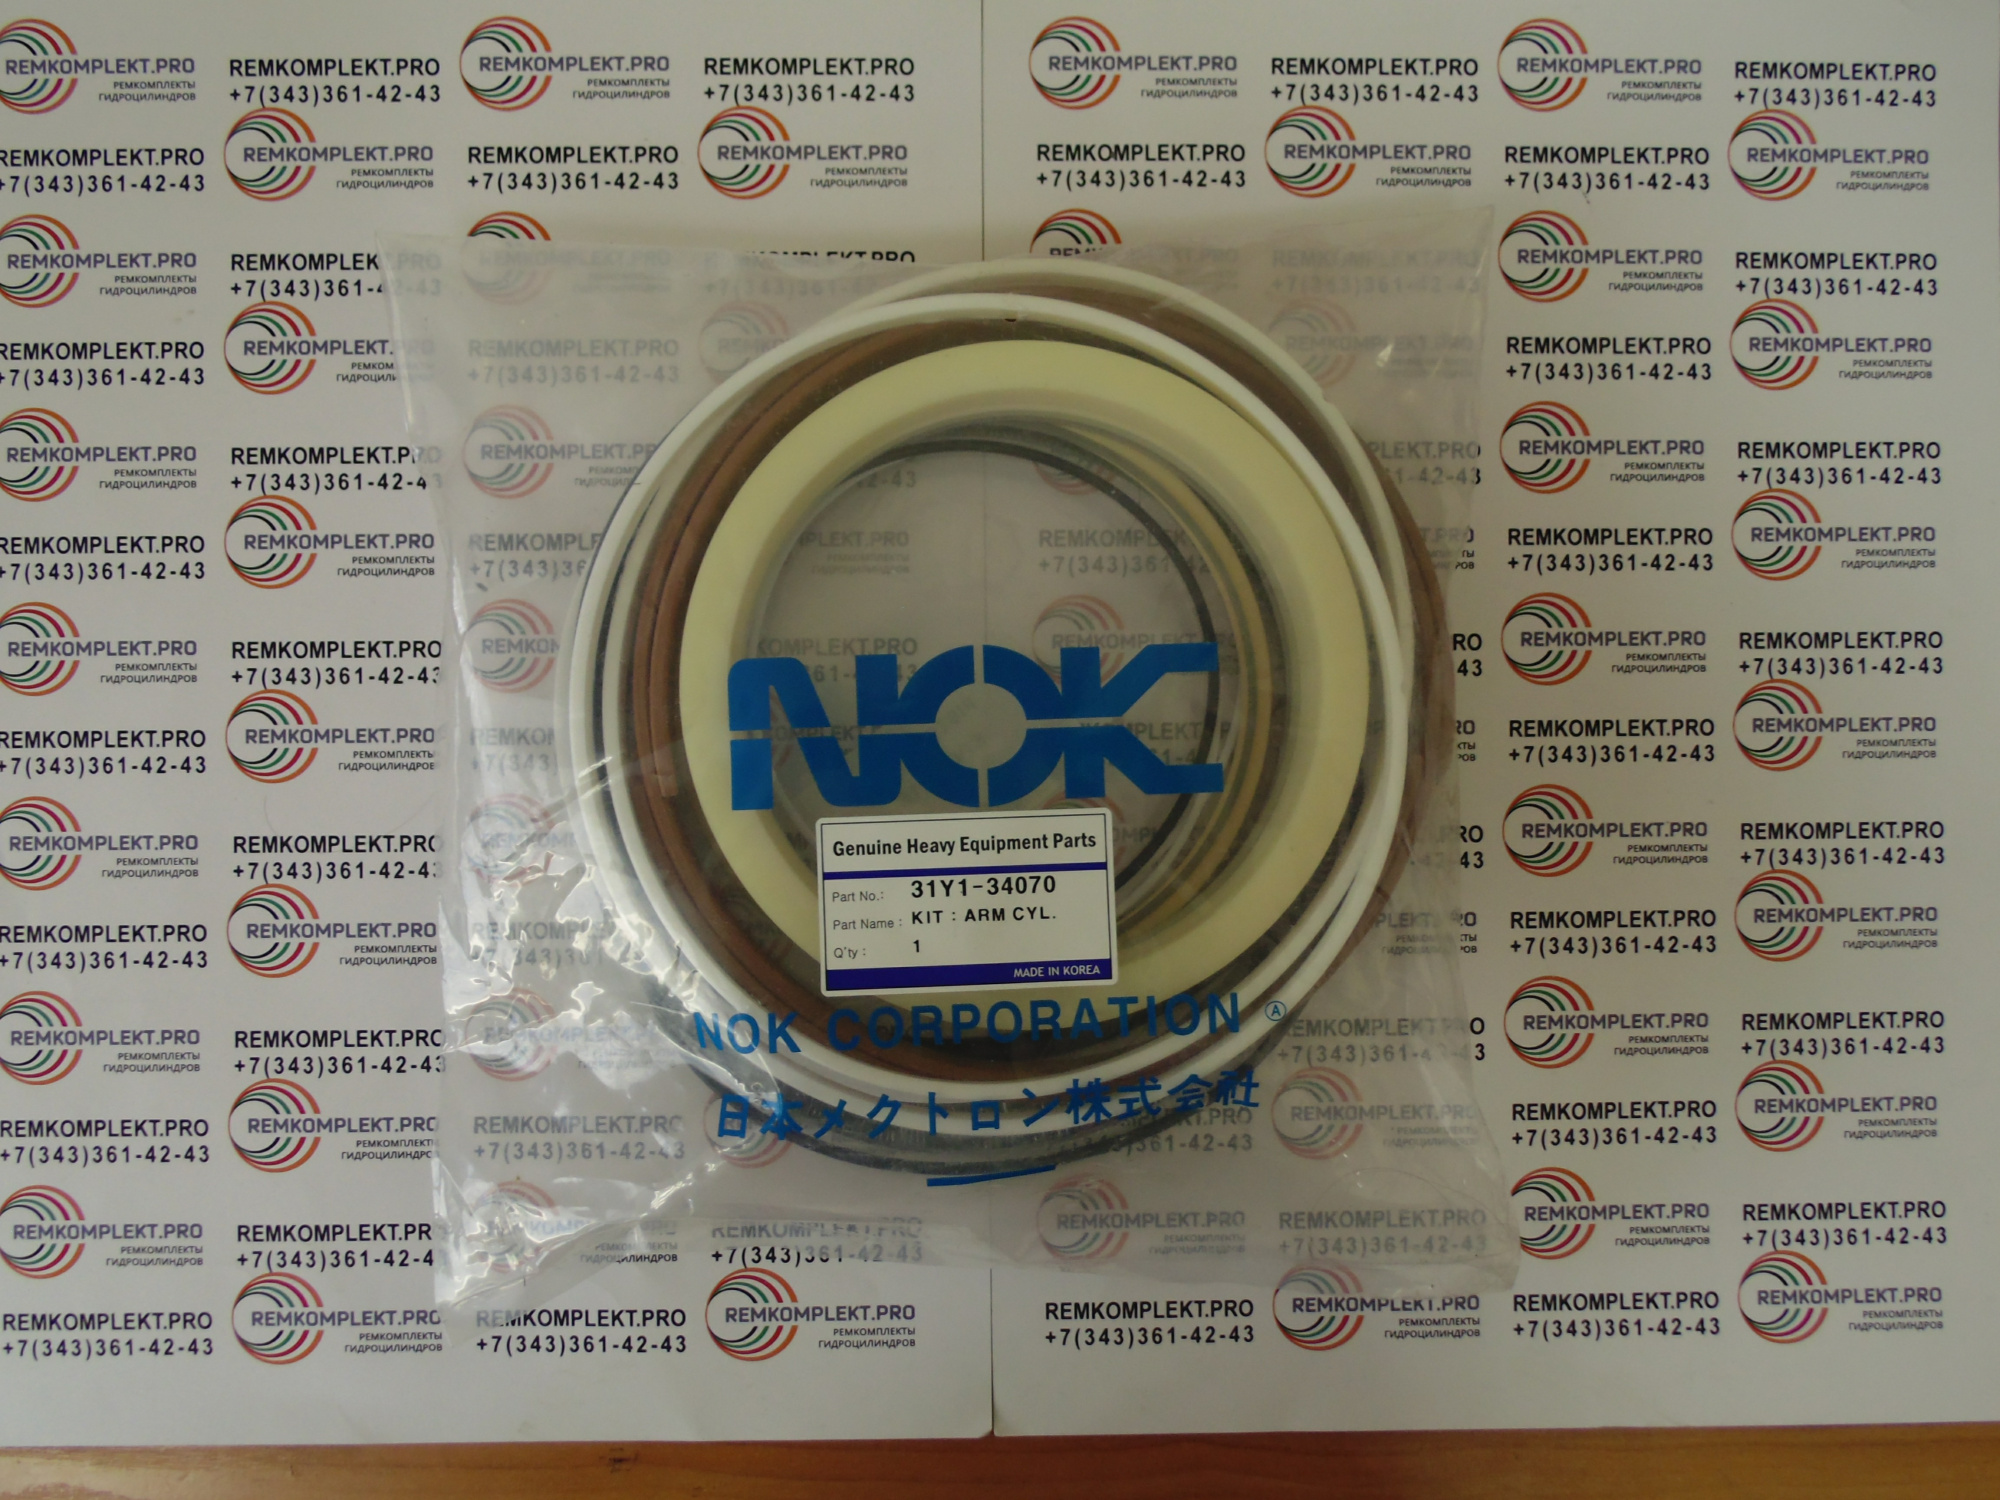 REMKOMPLEKT.PRO
РЕМКОМПЛЕКТЫ
ГИДРОЦИЛИНДРОВ
REMKOMPLEKT.PRO
+7(343)361-42-43
NOK
Genuine Heavy Equipment Parts
Part No.: 31Y1-34070
Part Name : KIT : ARM CYL.
Q'ty : 1
MADE IN KOREA
NOK CORPORATION Ⓐ
日本メクトロン株式会社